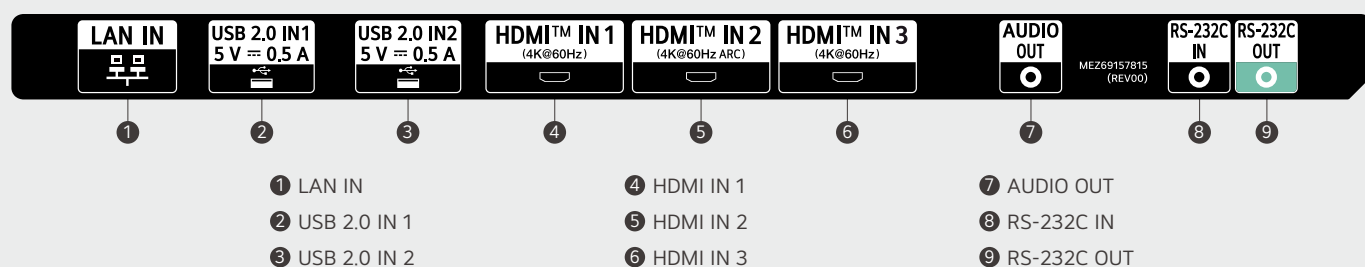 LAN IN
USB 2.0 IN1
5 V ⎓ 0.5 A
USB 2.0 IN2
5 V ⎓ 0.5 A
HDMI™ IN 1
(4K@60Hz)
HDMI™ IN 2
(4K@60Hz ARC)
HDMI™ IN 3
(4K@60Hz)
AUDIO
OUT
MEZ69157815
(REV00)
RS-232C
IN
RS-232C
OUT
1
2
3
4
5
6
7
8
9
1 LAN IN
2 USB 2.0 IN 1
3 USB 2.0 IN 2
4 HDMI IN 1
5 HDMI IN 2
6 HDMI IN 3
7 AUDIO OUT
8 RS-232C IN
9 RS-232C OUT